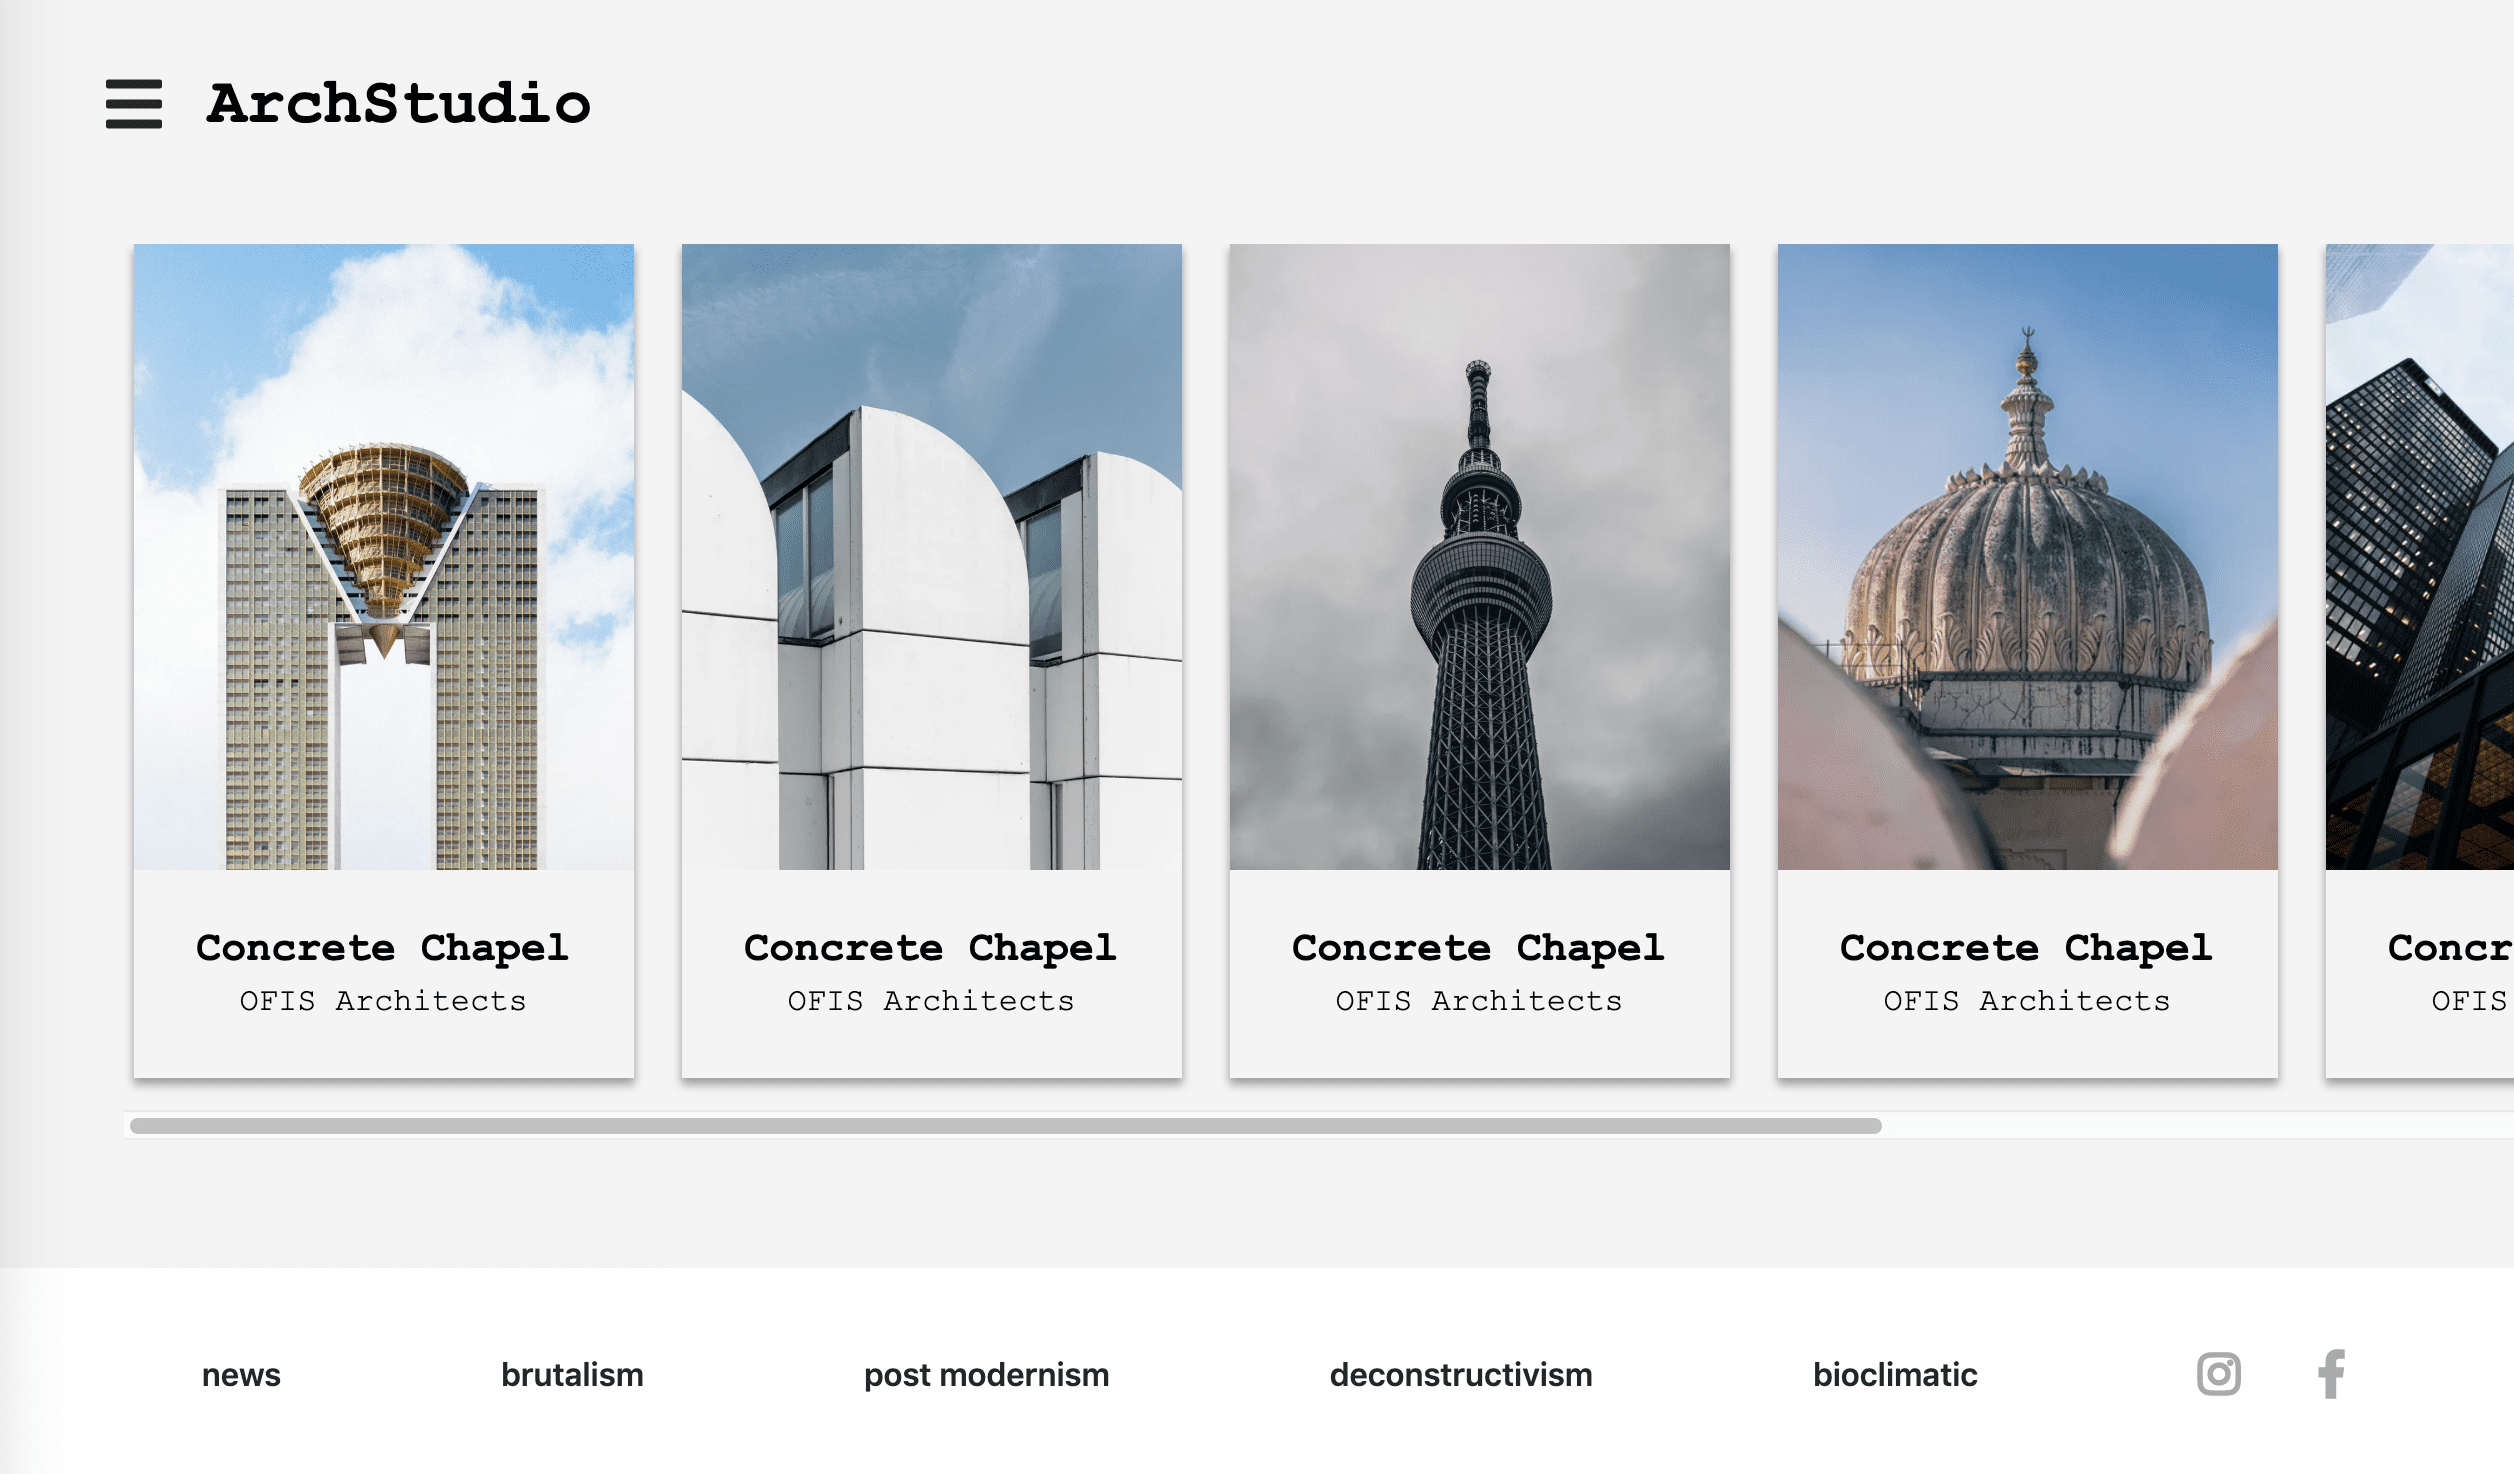 ArchStudio
Concrete Chapel
OFIS Architects
Concrete Chapel
OFIS Architects
Concrete Chapel
OFIS Architects
Concrete Chapel
OFIS Architects
Concr
OFIS
news
brutalism
post modernism
deconstructivism
bioclimatic